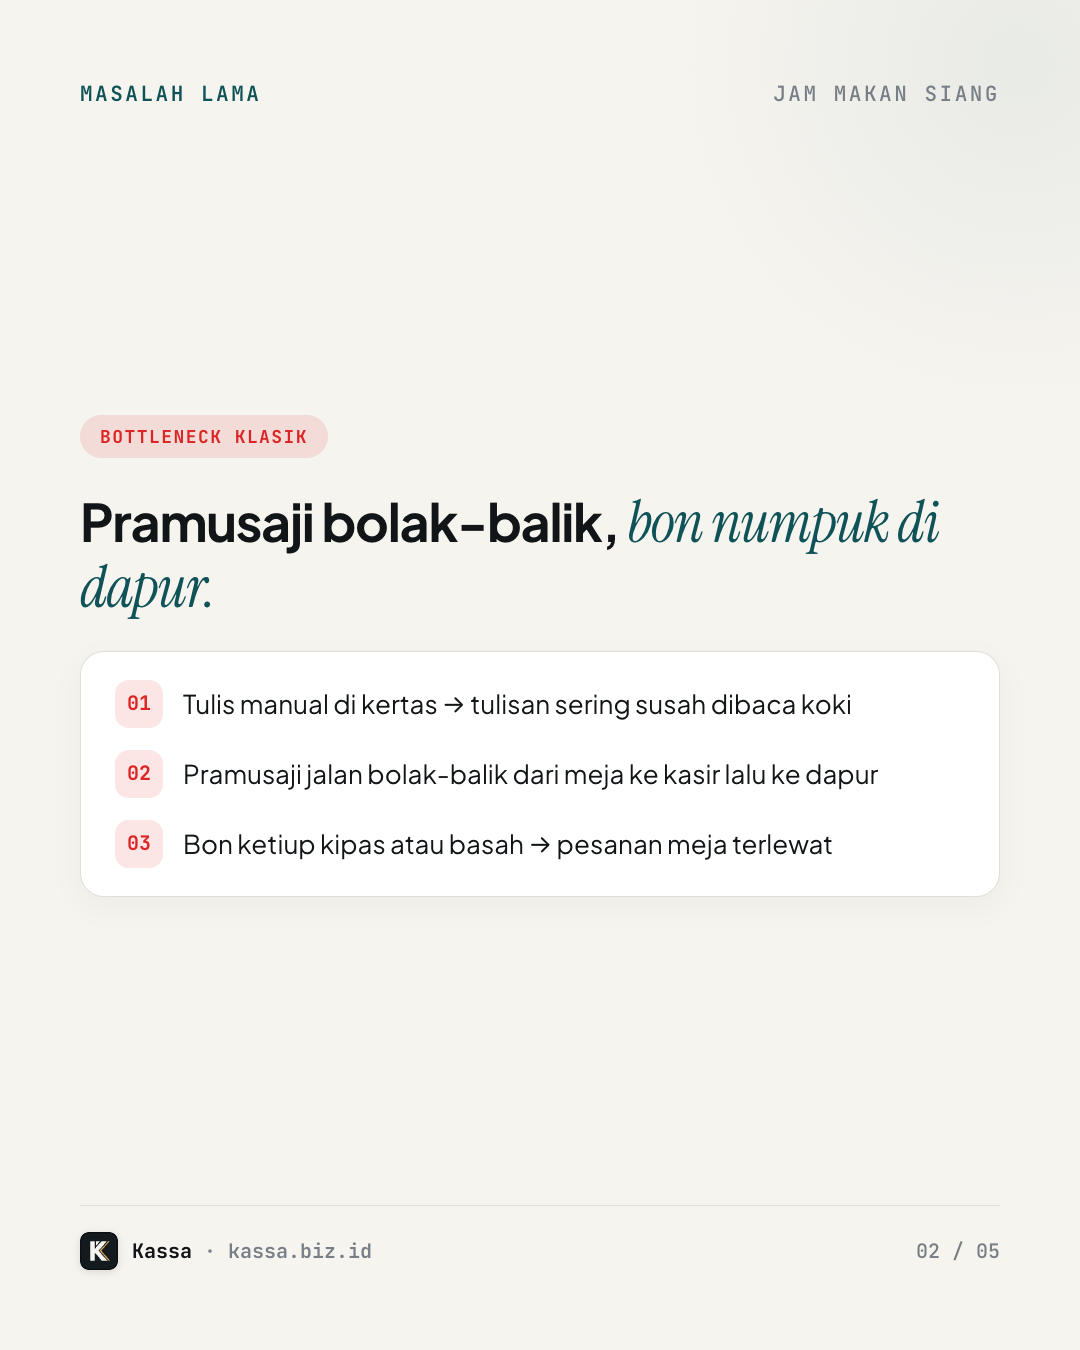 MASALAH LAMA
JAM MAKAN SIANG
BOTTLENECK KLASIK
Pramusaji bolak-balik, bon numpuk di
dapur.
01 Tulis manual di kertas → tulisan sering susah dibaca koki
02 Pramusaji jalan bolak-balik dari meja ke kasir lalu ke dapur
03 Bon ketiup kipas atau basah → pesanan meja terlewat
K Kassa · kassa.biz.id
02 / 05